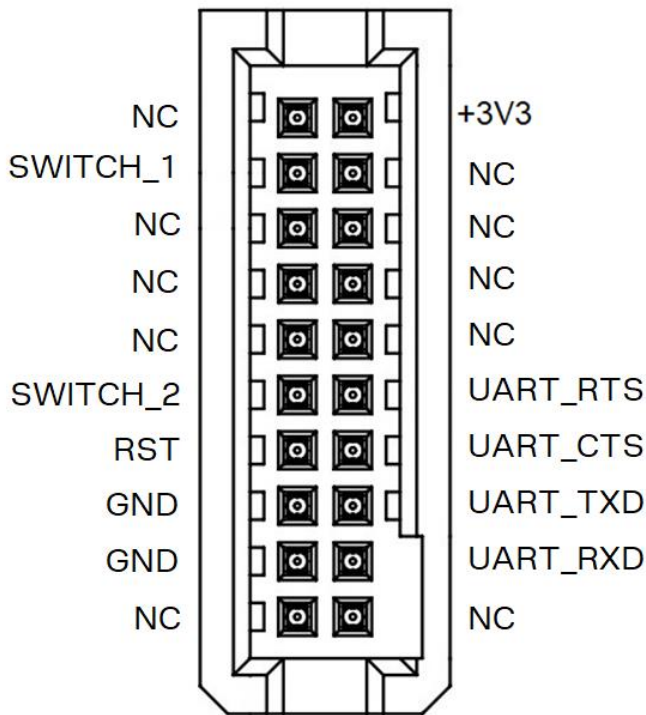 NC +3V3
SWITCH_1 NC
NC NC
NC NC
NC NC
SWITCH_2 UART_RTS
RST UART_CTS
GND UART_TXD
GND UART_RXD
NC NC